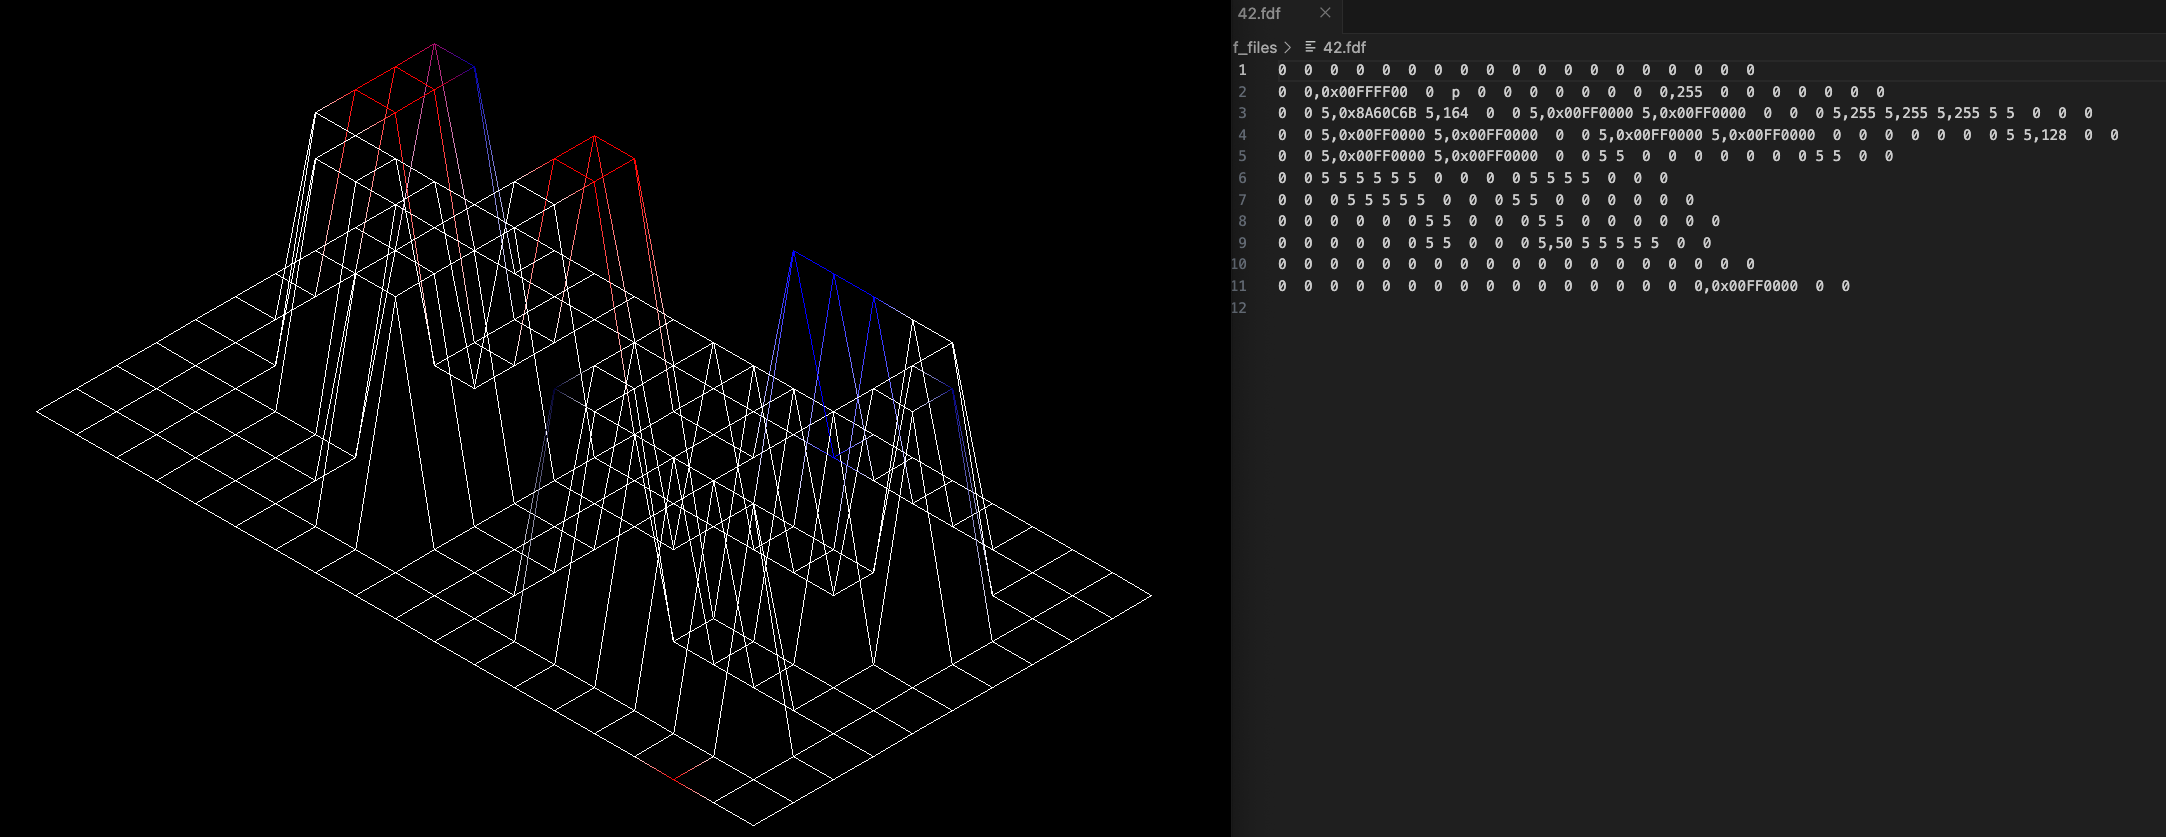 42.fdf ×
f_files > 42.fdf
1 0 0 0 0 0 0 0 0 0 0 0 0 0 0 0 0 0 0 0
2 0 0,0x00FFFF00 0 p 0 0 0 0 0 0 0 0,255 0 0 0 0 0 0 0
3 0 0 5,0x8A60C6B 5,164 0 0 5,0x00FF0000 5,0x00FF0000 0 0 0 5,255 5,255 5,255 5 5 0 0 0
4 0 0 5,0x00FF0000 5,0x00FF0000 0 0 5,0x00FF0000 5,0x00FF0000 0 0 0 0 0 0 0 5 5,128 0 0
5 0 0 5,0x00FF0000 5,0x00FF0000 0 0 5 5 0 0 0 0 0 0 0 5 5 0 0
6 0 0 5 5 5 5 5 5 0 0 0 0 5 5 5 5 0 0 0
7 0 0 0 5 5 5 5 5 0 0 0 5 5 0 0 0 0 0 0
8 0 0 0 0 0 0 5 5 0 0 0 5 5 0 0 0 0 0 0
9 0 0 0 0 0 0 5 5 0 0 0 5,50 5 5 5 5 5 0 0
10 0 0 0 0 0 0 0 0 0 0 0 0 0 0 0 0 0 0 0
11 0 0 0 0 0 0 0 0 0 0 0 0 0 0 0 0 0,0x00FF0000 0 0
12